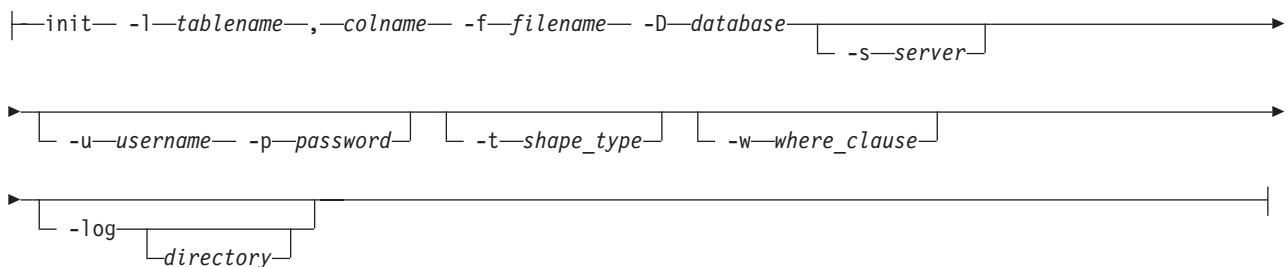 init -l tablename , colname -f filename -D database
-s server
-u username -p password -t shape_type -w where_clause
-log
directory